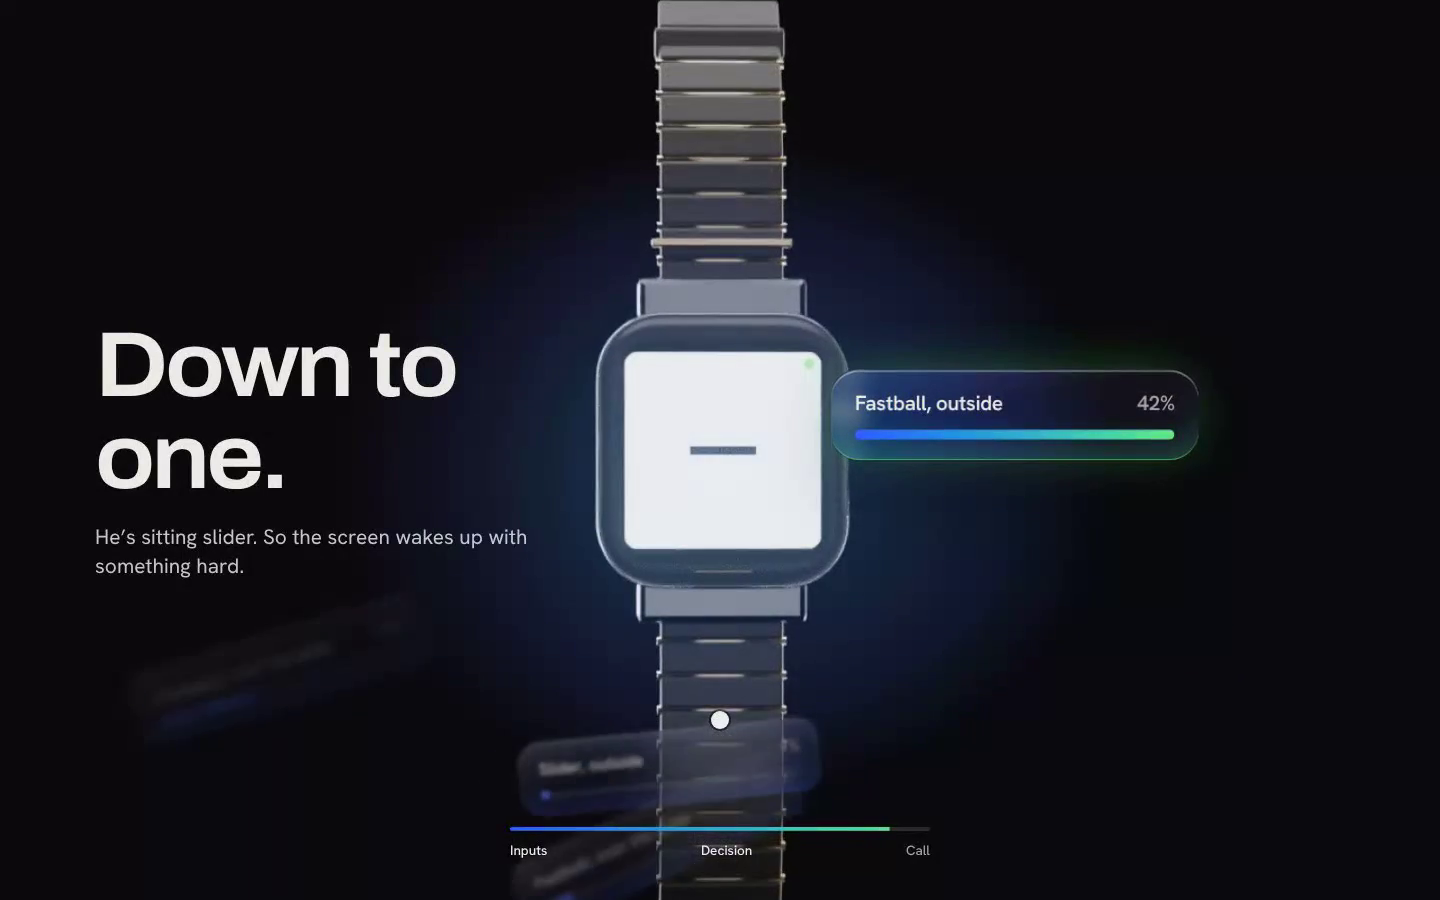 Down to
one.
He’s sitting slider. So the screen wakes up with
something hard.
Fastball, outside
42%
Slider, outside
Inputs
Decision
Call